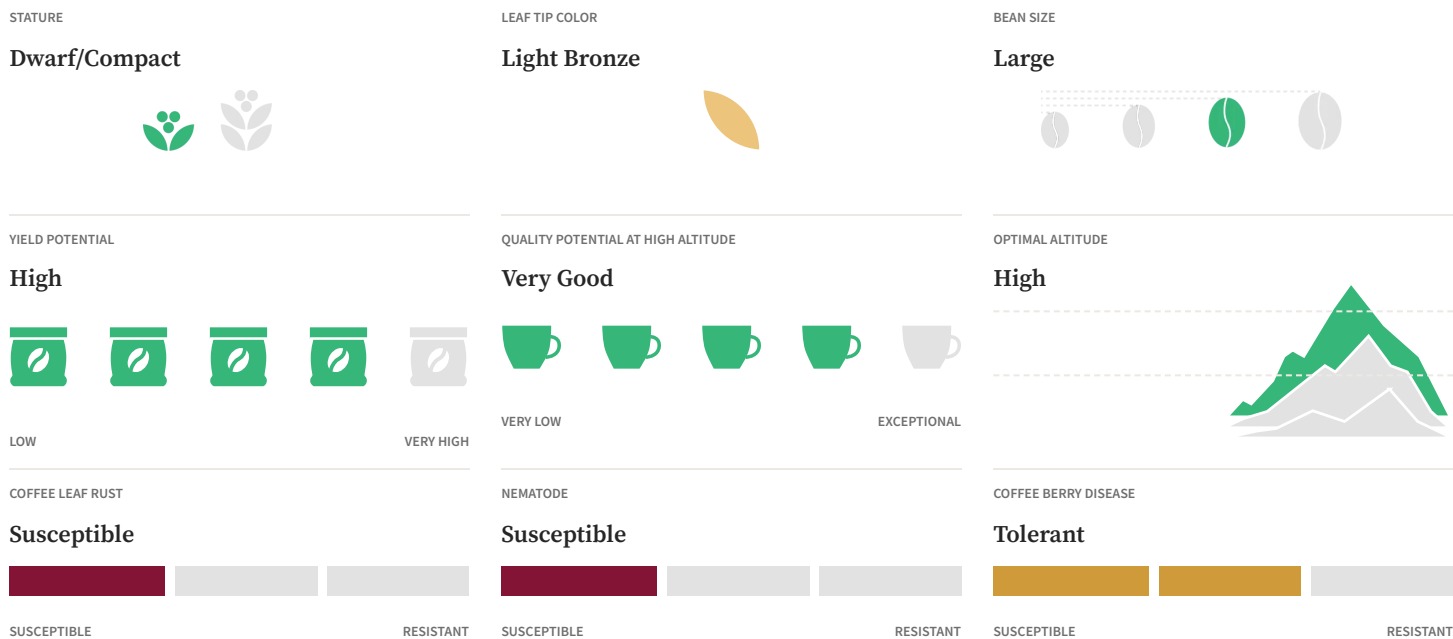 STATURE
Dwarf/Compact
LEAF TIP COLOR
Light Bronze
BEAN SIZE
Large
YIELD POTENTIAL
High
LOW
VERY HIGH
QUALITY POTENTIAL AT HIGH ALTITUDE
Very Good
VERY LOW
EXCEPTIONAL
OPTIMAL ALTITUDE
High
COFFEE LEAF RUST
Susceptible
SUSCEPTIBLE
RESISTANT
NEMATODE
Susceptible
SUSCEPTIBLE
RESISTANT
COFFEE BERRY DISEASE
Tolerant
SUSCEPTIBLE
RESISTANT